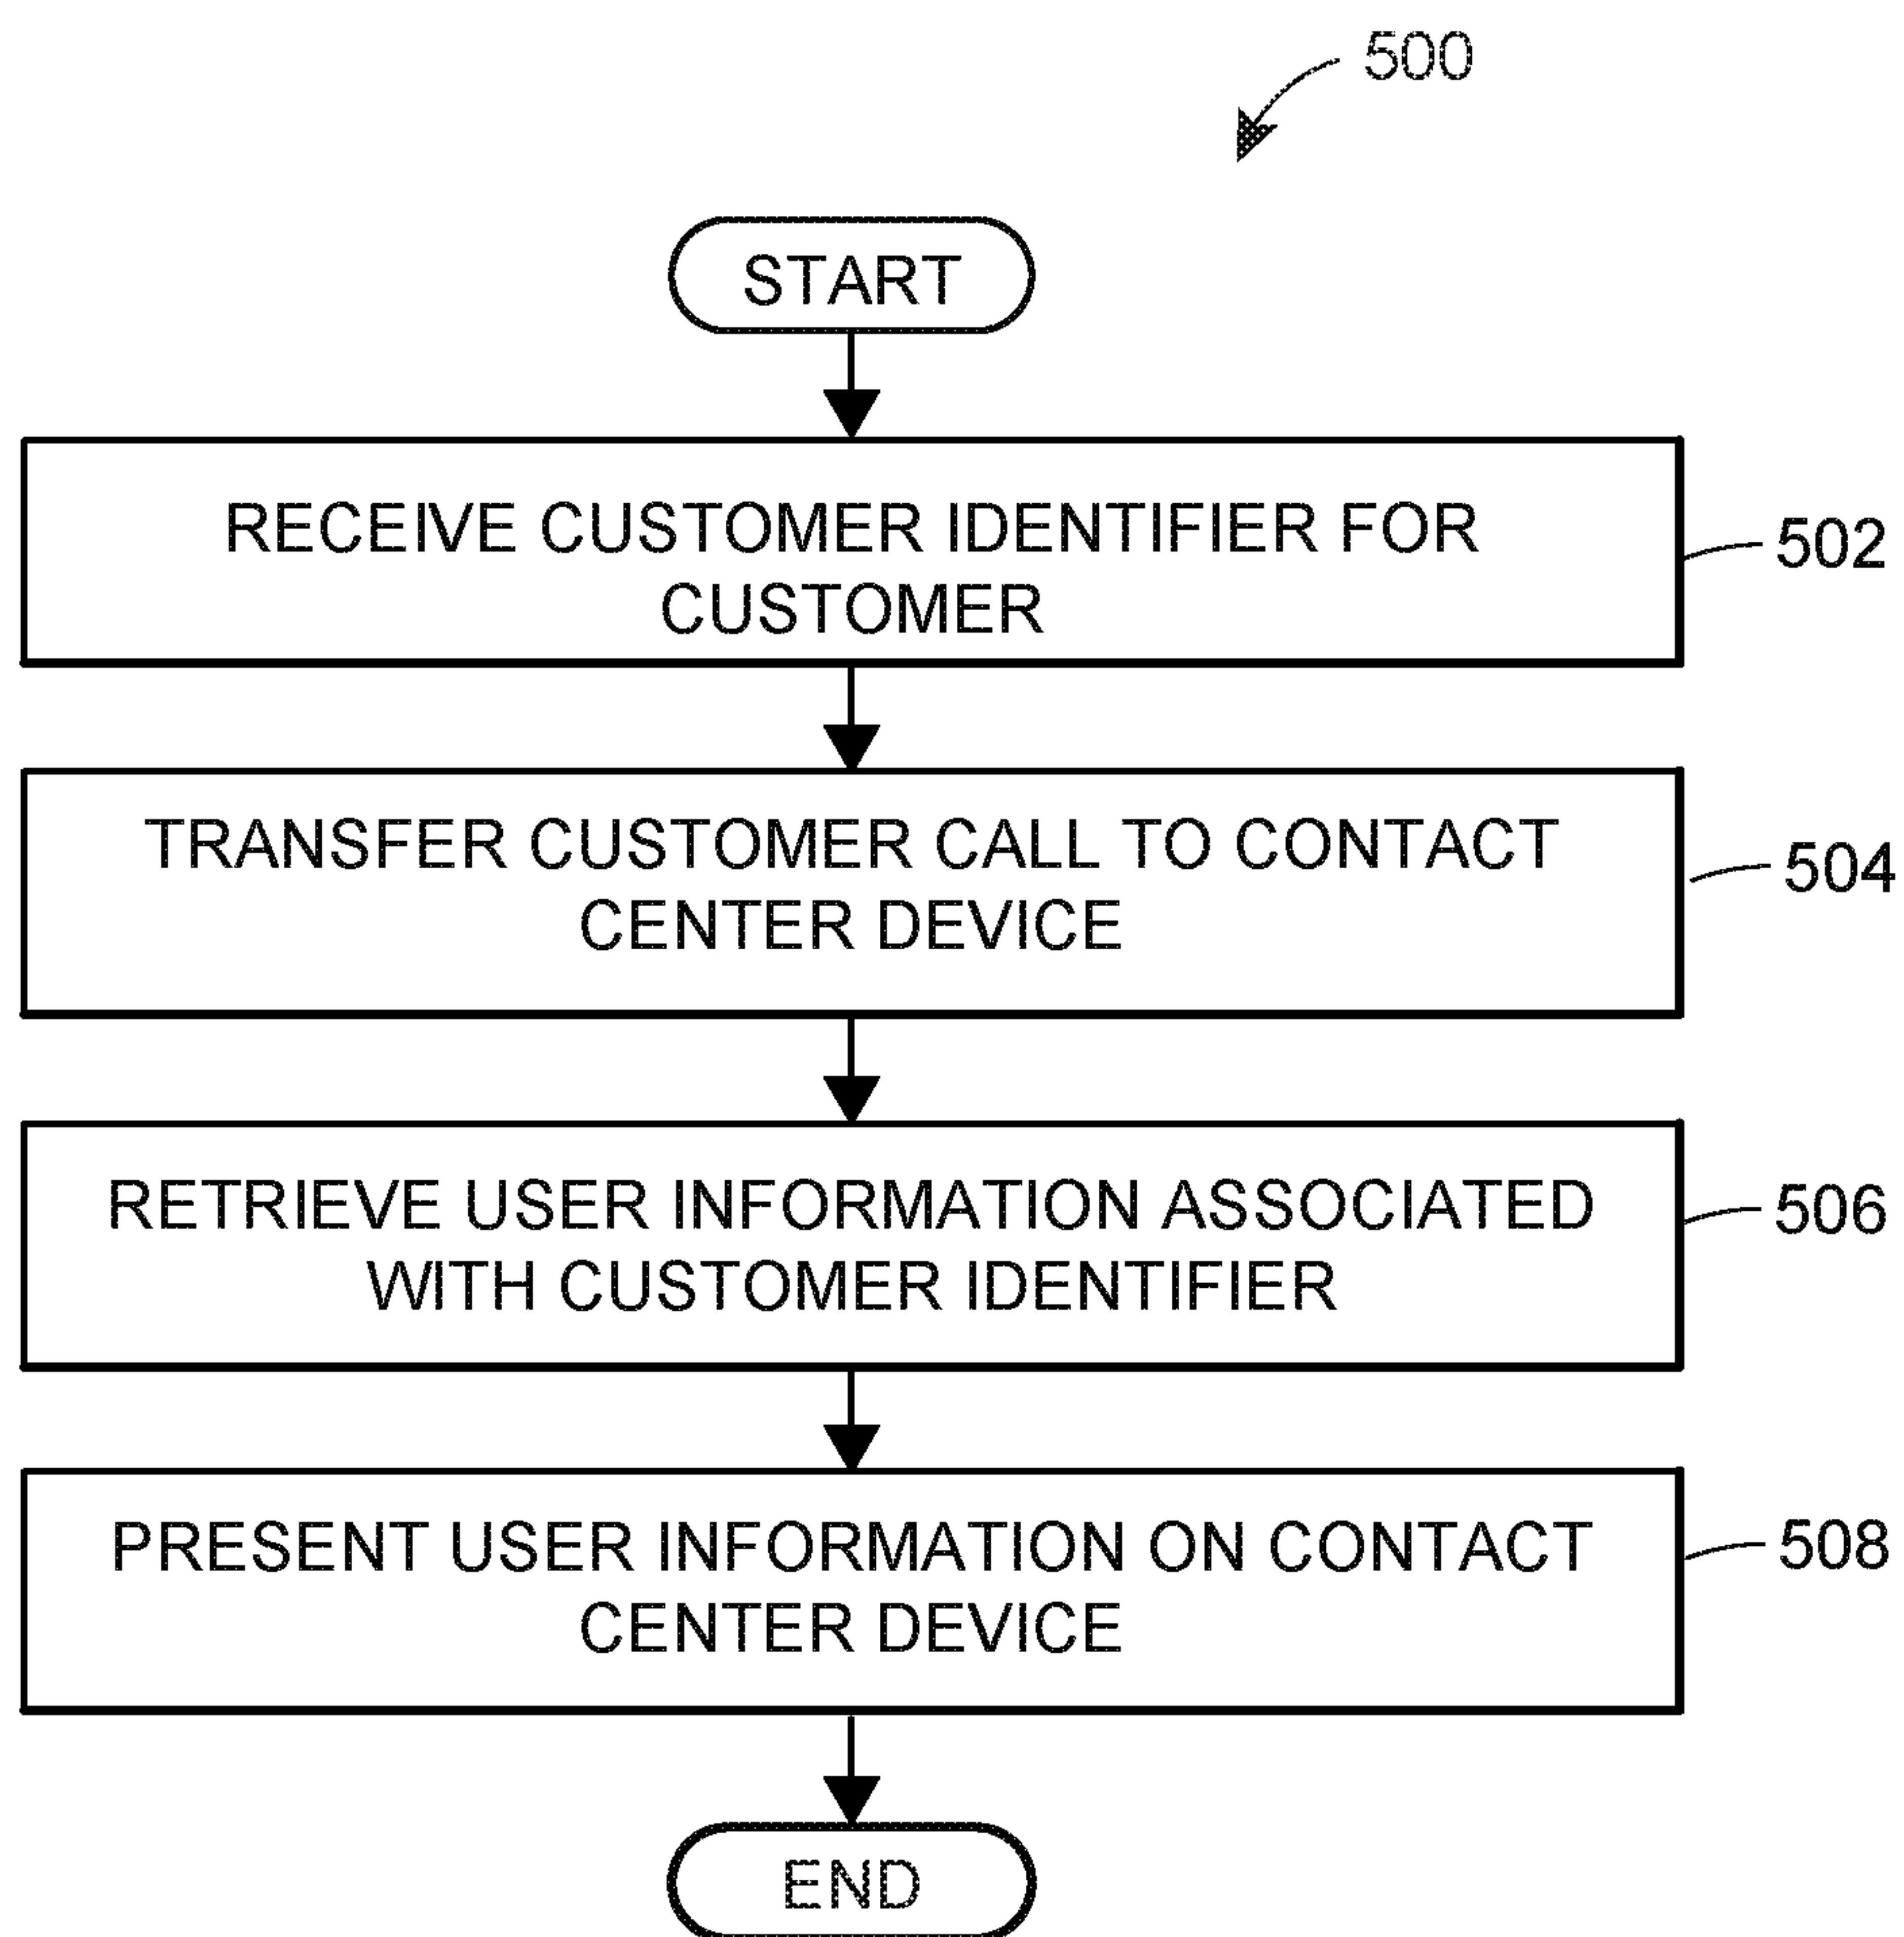 500
START
RECEIVE CUSTOMER IDENTIFIER FOR
CUSTOMER
502
TRANSFER CUSTOMER CALL TO CONTACT
CENTER DEVICE
504
RETRIEVE USER INFORMATION ASSOCIATED
WITH CUSTOMER IDENTIFIER
506
PRESENT USER INFORMATION ON CONTACT
CENTER DEVICE
508
END